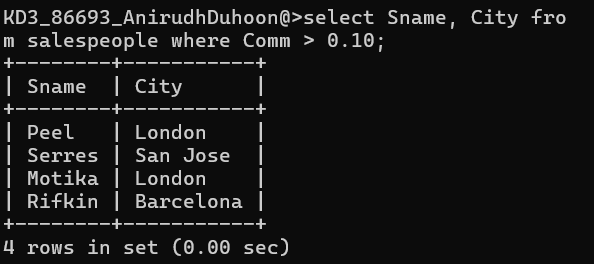 KD3_86693_AnirudhDuhoon@>select Sname, City fro
m salespeople where Comm > 0.10;
+--------+-----------+
| Sname  | City      |
+--------+-----------+
| Peel   | London    |
| Serres | San Jose  |
| Motika | London    |
| Rifkin | Barcelona |
+--------+-----------+
4 rows in set (0.00 sec)